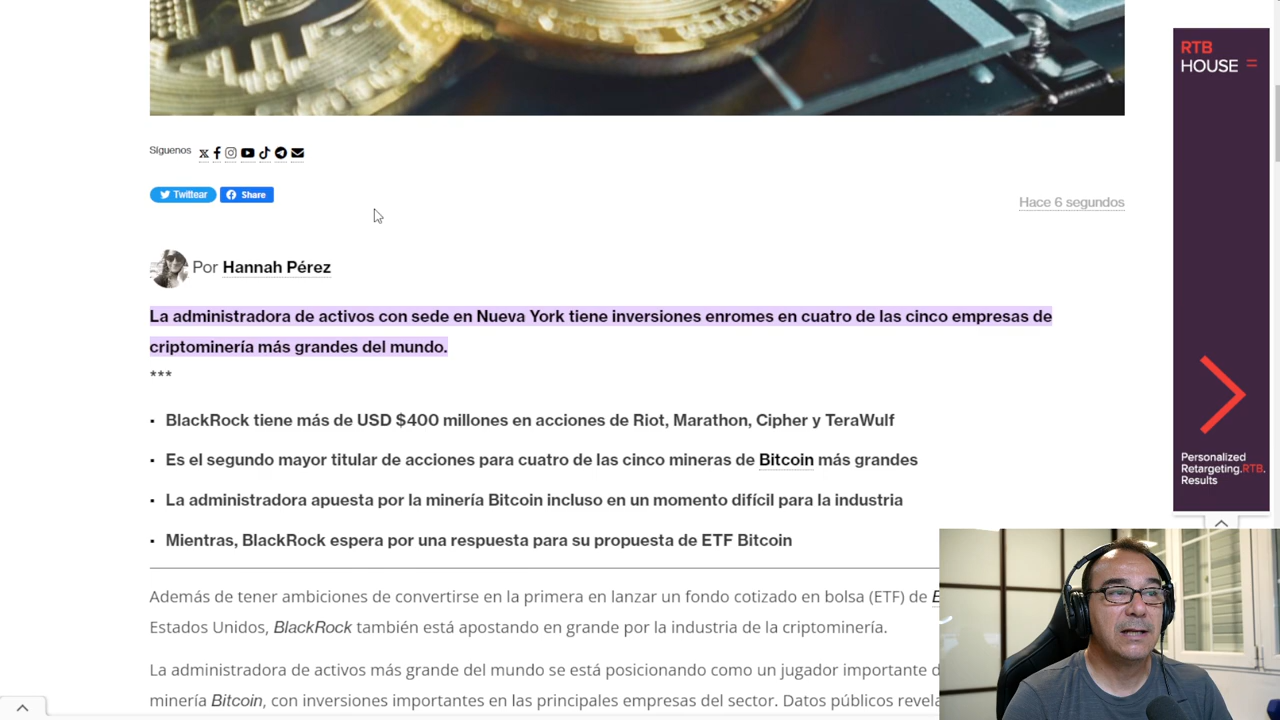 RTB
HOUSE
Síguenos
Twittear
Share
Hace 6 segundos
Por Hannah Pérez
La administradora de activos con sede en Nueva York tiene inversiones enromes en cuatro de las cinco empresas de
criptominería más grandes del mundo.
***
▪ BlackRock tiene más de USD $400 millones en acciones de Riot, Marathon, Cipher y TeraWulf
▪ Es el segundo mayor titular de acciones para cuatro de las cinco mineras de Bitcoin más grandes
▪ La administradora apuesta por la minería Bitcoin incluso en un momento difícil para la industria
▪ Mientras, BlackRock espera por una respuesta para su propuesta de ETF Bitcoin
Personalized
Retargeting.RTB.
Results
Además de tener ambiciones de convertirse en la primera en lanzar un fondo cotizado en bolsa (ETF) de
Estados Unidos, BlackRock también está apostando en grande por la industria de la criptominería.
La administradora de activos más grande del mundo se está posicionando como un jugador importante
minería Bitcoin, con inversiones importantes en las principales empresas del sector. Datos públicos